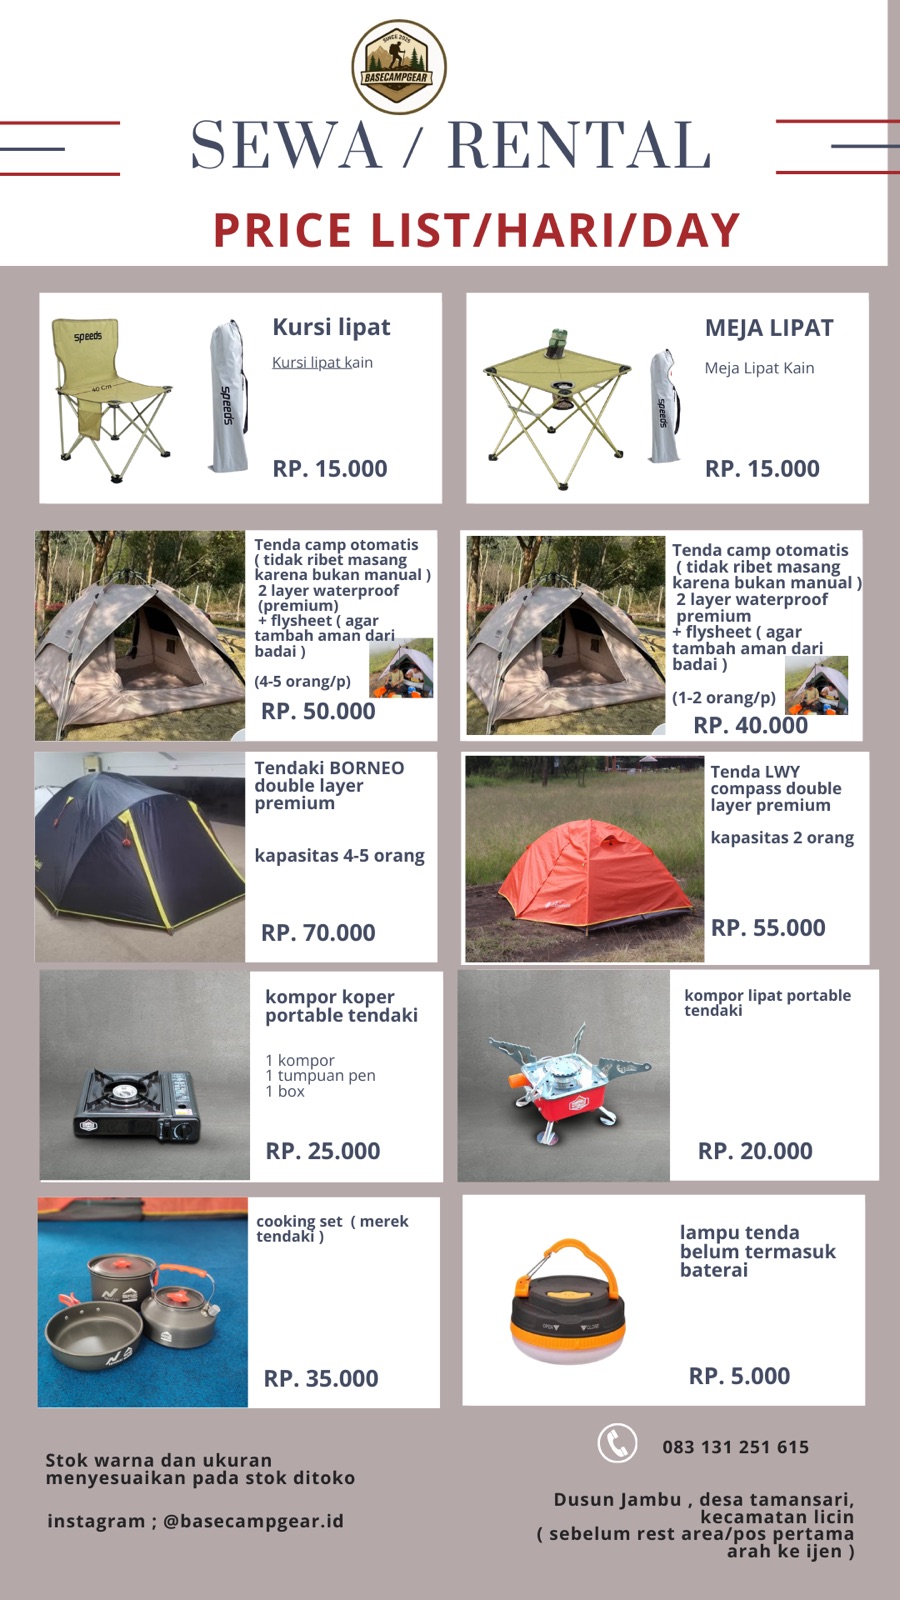 SINCE 2025
BASECAMPGEAR
SEWA / RENTAL
PRICE LIST/HARI/DAY
speeds
40 Cm
speeds
Kursi lipat
Kursi lipat kain
RP. 15.000
speeds
MEJA LIPAT
Meja Lipat Kain
RP. 15.000
Tenda camp otomatis
( tidak ribet masang
karena bukan manual )
2 layer waterproof
(premium)
+ flysheet ( agar
tambah aman dari
badai )
(4-5 orang/p)
RP. 50.000
Tenda camp otomatis
( tidak ribet masang
karena bukan manual )
2 layer waterproof
premium
+ flysheet ( agar
tambah aman dari
badai )
(1-2 orang/p)
RP. 40.000
Tendaki BORNEO
double layer
premium
kapasitas 4-5 orang
RP. 70.000
Tenda LWY
compass double
layer premium
kapasitas 2 orang
RP. 55.000
kompor koper
portable tendaki
1 kompor
1 tumpuan pen
1 box
RP. 25.000
kompor lipat portable
tendaki
RP. 20.000
cooking set ( merek
tendaki )
RP. 35.000
OPEN
CLOSE
lampu tenda
belum termasuk
baterai
RP. 5.000
Stok warna dan ukuran
menyesuaikan pada stok ditoko
instagram ; @basecampgear.id
083 131 251 615
Dusun Jambu , desa tamansari,
kecamatan licin
( sebelum rest area/pos pertama
arah ke ijen )